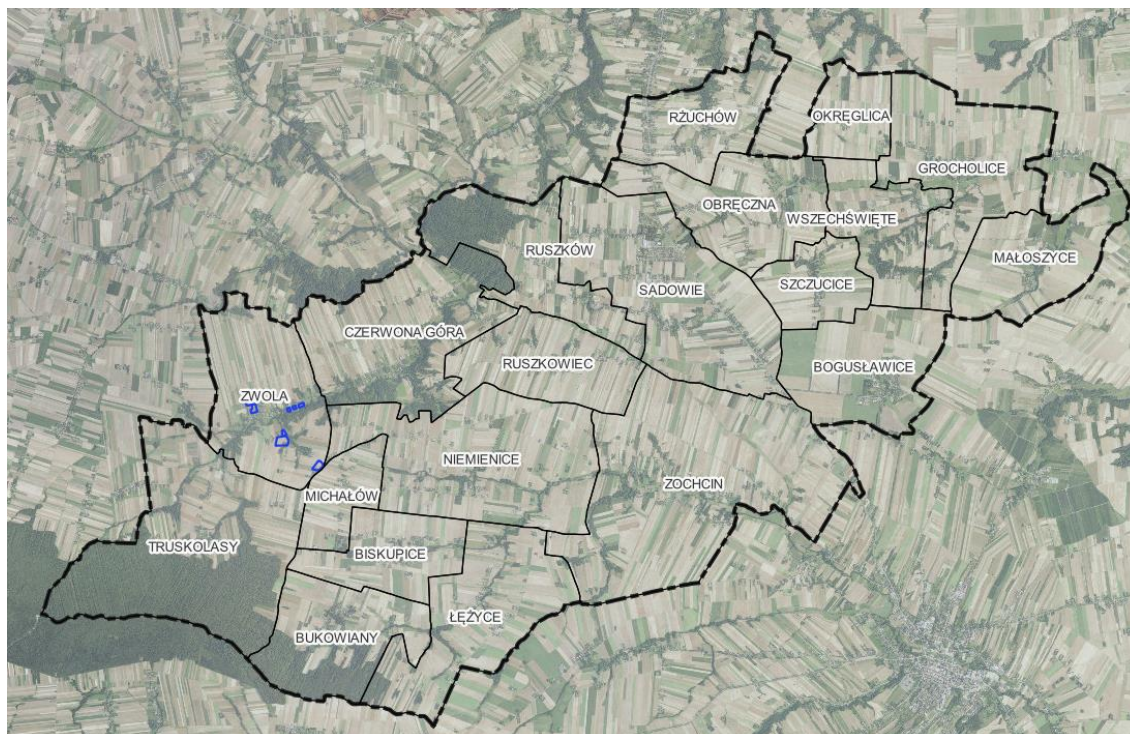 RŻUCHÓW
OKRĘGLICA
GROCHOLICE
OBRĘCZNA
WSZECHŚWIĘTE
RUSZKÓW
MAŁOSZYCE
SZCZUCICE
SADOWIE
CZERWONA GÓRA
RUSZKOWIEC
BOGUSŁAWICE
ZWOLA
NIEMIENICE
ZOCHCIN
MICHAŁÓW
TRUSKOLASY
BISKUPICE
ŁĘŻYCE
BUKOWIANY